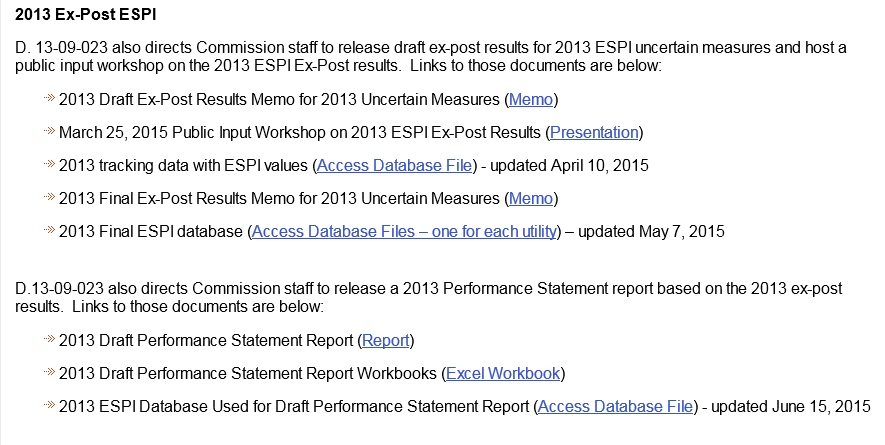 2013 Ex-Post ESPI
D. 13-09-023 also directs Commission staff to release draft ex-post results for 2013 ESPI uncertain measures and host a
public input workshop on the 2013 ESPI Ex-Post results.  Links to those documents are below:
2013 Draft Ex-Post Results Memo for 2013 Uncertain Measures (Memo)
March 25, 2015 Public Input Workshop on 2013 ESPI Ex-Post Results (Presentation)
2013 tracking data with ESPI values (Access Database File) - updated April 10, 2015
2013 Final Ex-Post Results Memo for 2013 Uncertain Measures (Memo)
2013 Final ESPI database (Access Database Files – one for each utility) – updated May 7, 2015
D.13-09-023 also directs Commission staff to release a 2013 Performance Statement report based on the 2013 ex-post
results.  Links to those documents are below:
2013 Draft Performance Statement Report (Report)
2013 Draft Performance Statement Report Workbooks (Excel Workbook)
2013 ESPI Database Used for Draft Performance Statement Report (Access Database File) - updated June 15, 2015